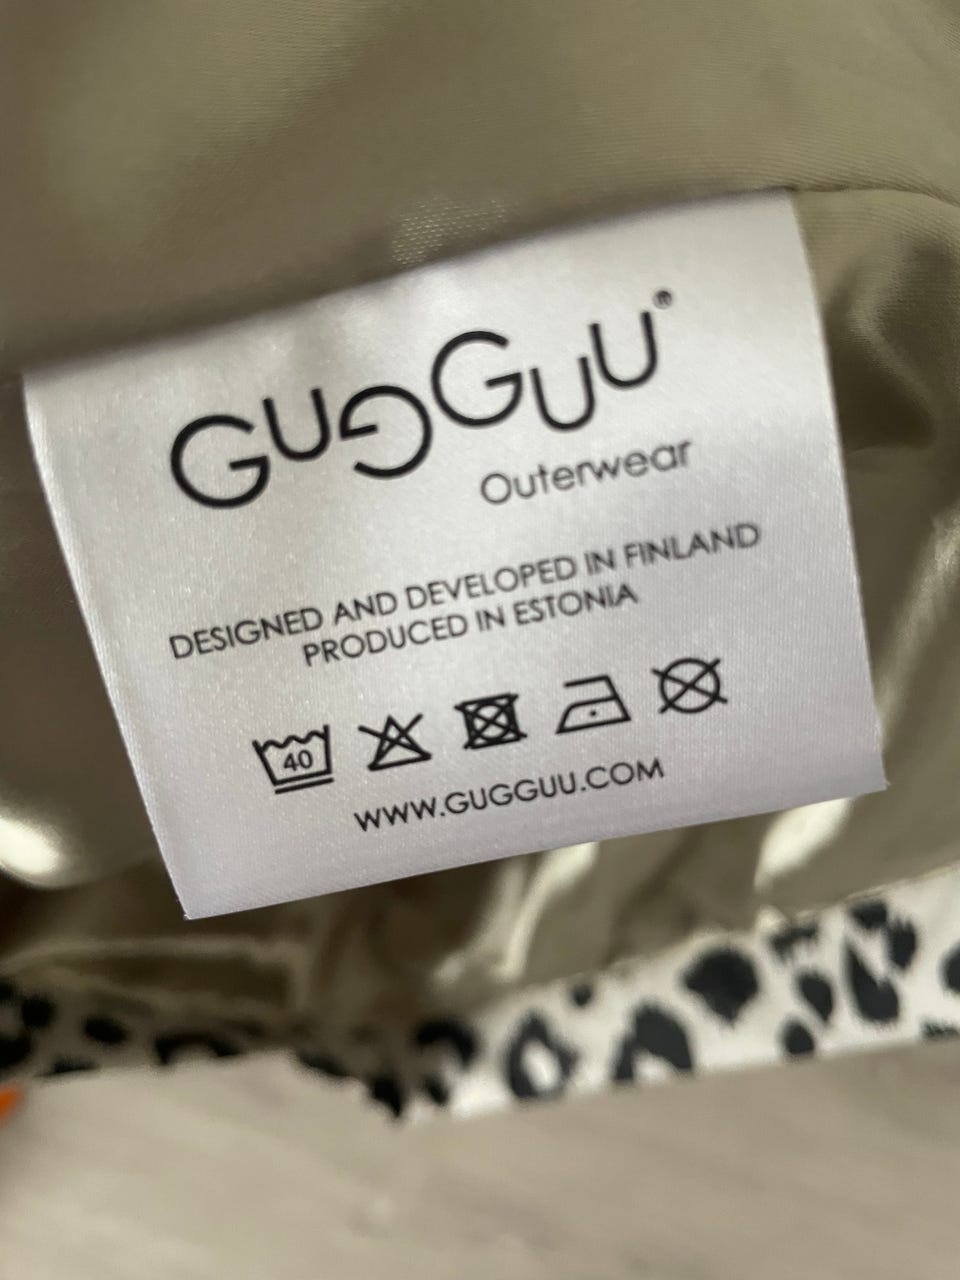 GUGGUU®
Outerwear
DESIGNED AND DEVELOPED IN FINLAND
PRODUCED IN ESTONIA
40
WWW.GUGGUU.COM